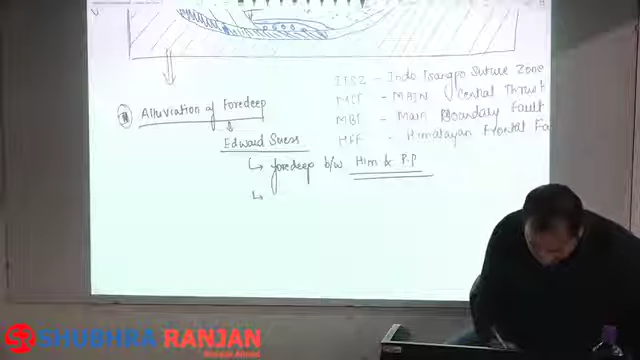 ITSZ - Indo Tsangpo Suture Zone
MCT - MAIN Central Thrust
MBF - Main Boundary Fault
HFF - Himalayan Frontal Fa
Alluviation of Foredeep
Edward Suess
foredeep b/w Him & P.P
SHUBHRA RANJAN